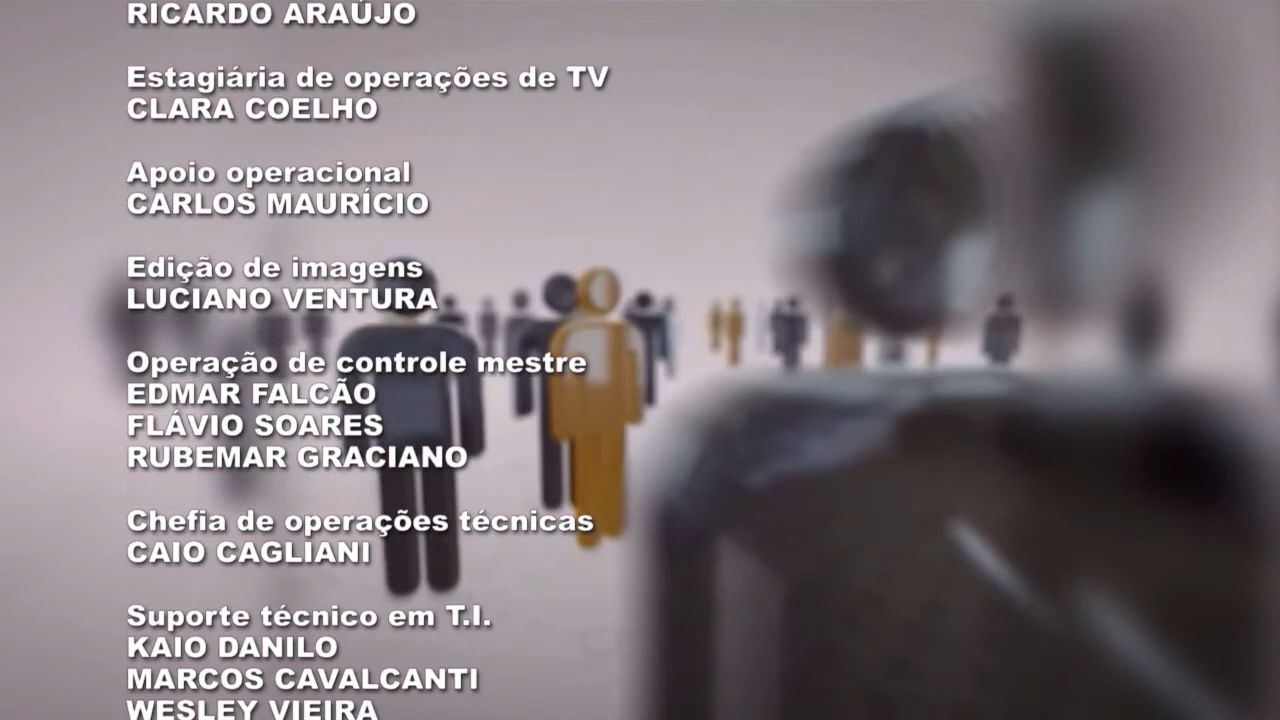 RICARDO ARAÚJO
Estagiária de operações de TV
CLARA COELHO
Apoio operacional
CARLOS MAURÍCIO
Edição de imagens
LUCIANO VENTURA
Operação de controle mestre
EDMAR FALCÃO
FLÁVIO SOARES
RUBEMAR GRACIANO
Chefia de operações técnicas
CAIO CAGLIANI
Suporte técnico em T.I.
KAIO DANILO
MARCOS CAVALCANTI
WESLEY VIEIRA